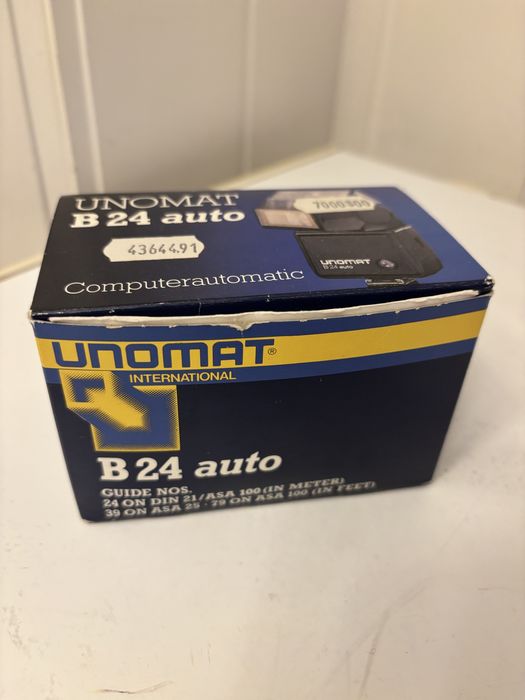 UNOMAT
B 24 auto
43644.91
7000800
UNOMAT
B 24 auto
Computerautomatic
UNOMAT®
INTERNATIONAL
B 24 auto
GUIDE NOS.
24 ON DIN 21/ASA 100 (IN METER)
39 ON ASA 25 · 79 ON ASA 100 (IN FEET)